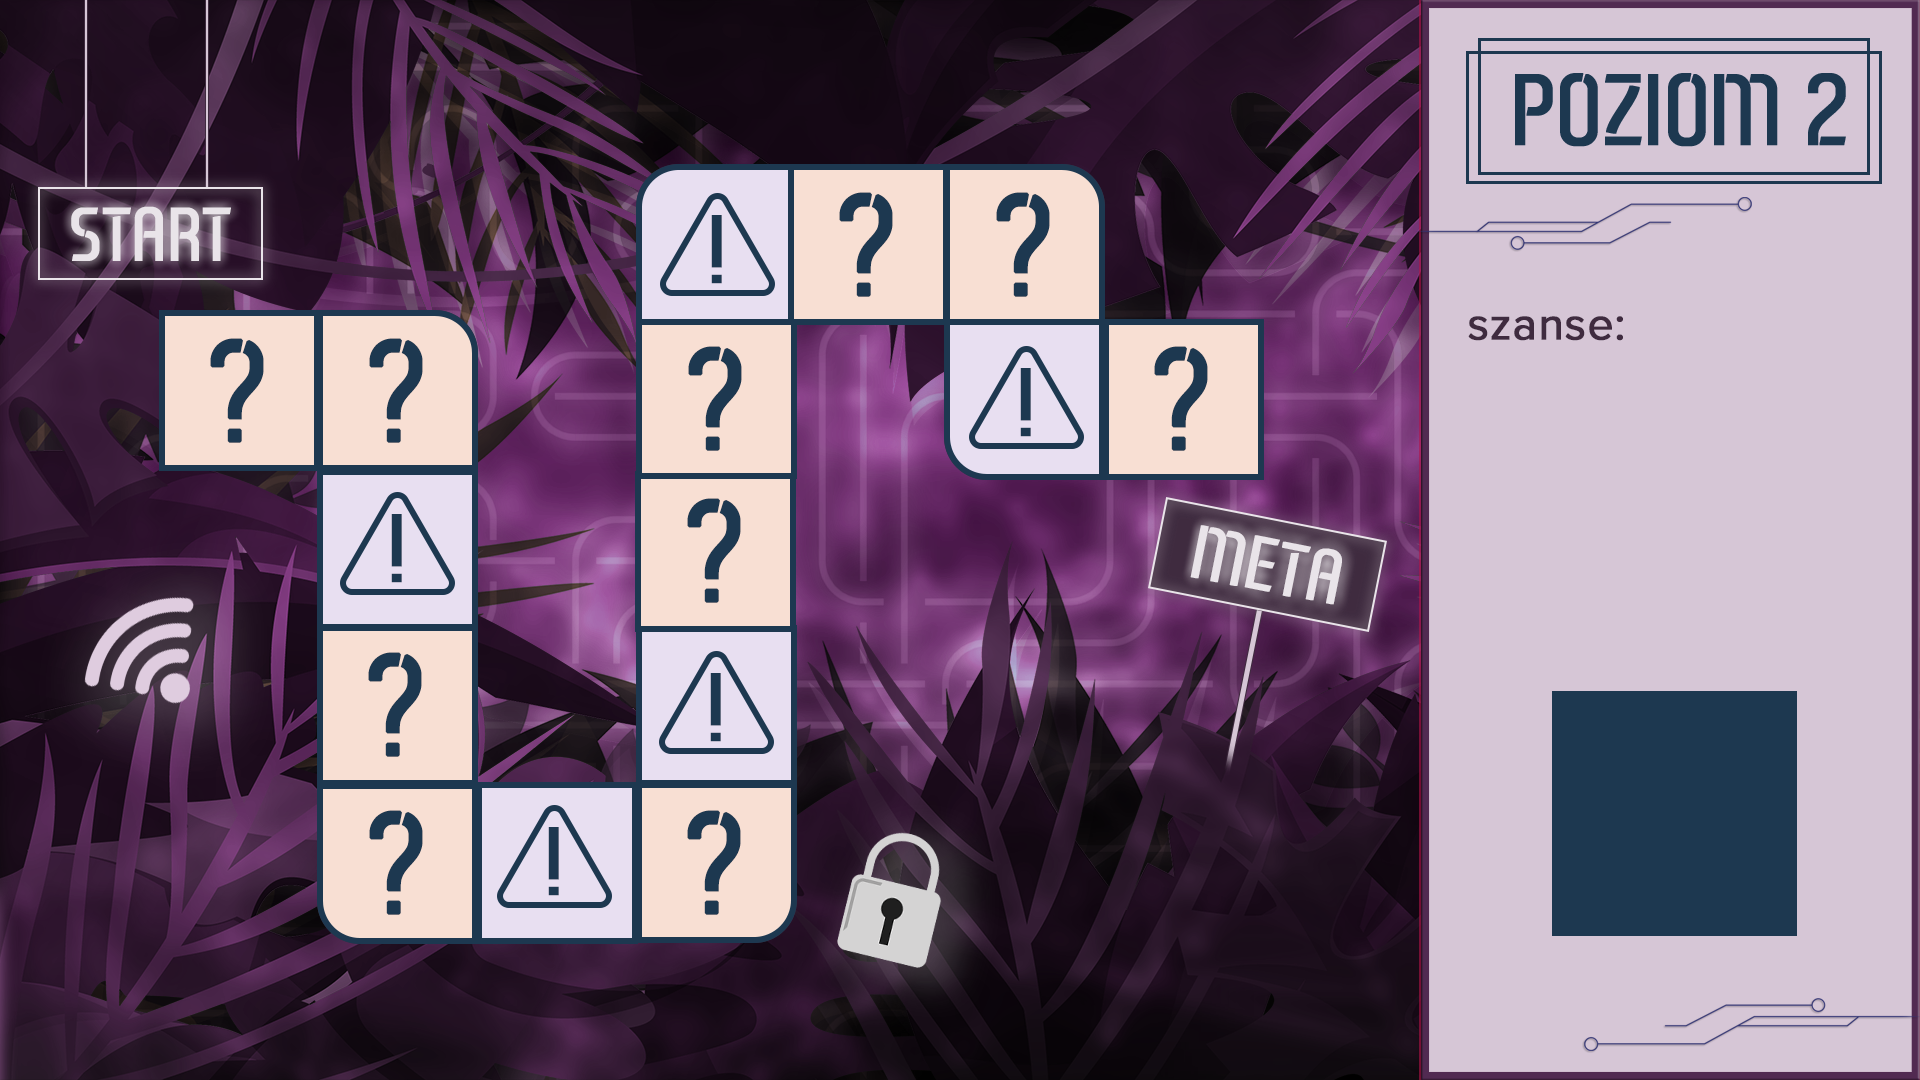 START
POZIOM 2
szanse:
! ? ?
? ? ? ! ?
! ?
? !
? ! ?
META